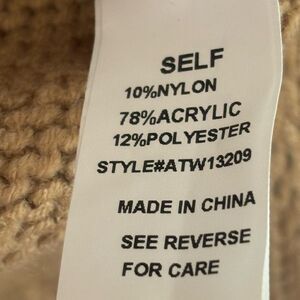 SELF
10%NYLON
78%ACRYLIC
12%POLYESTER
STYLE#ATW13209
MADE IN CHINA
SEE REVERSE
FOR CARE